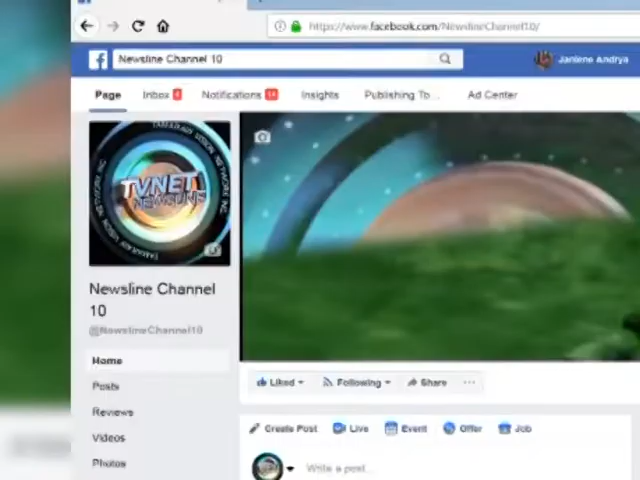 https://www.facebook.com/NewslineChannel10/
Newsline Channel 10
Janlene Andrya
Page Inbox 4 Notifications 14 Insights Publishing To... Ad Center
TVNET
NEWSLINE
Newsline Channel
10
@NewslineChannel10
Home
Posts
Reviews
Videos
Photos
Liked Following Share ...
Create Post Live Event Offer Job
Write a post...